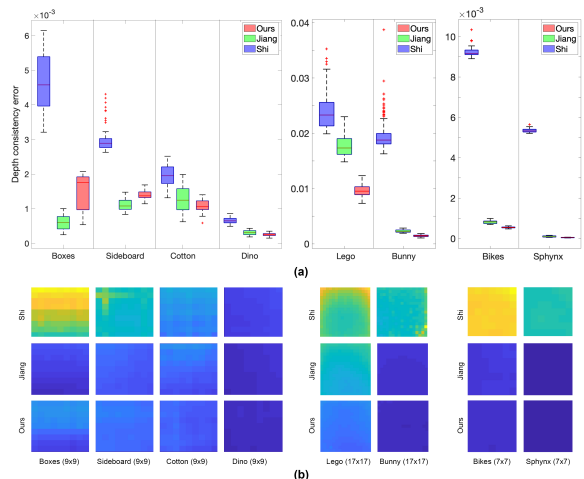 Ours
Jiang
Shi
×10⁻³
6
5
4
3
2
1
0
Depth consistency error
Boxes
Sideboard
Cotton
Dino
Ours
Jiang
Shi
0.04
0.03
0.02
0.01
0
Lego
Bunny
Ours
Jiang
Shi
10 ×10⁻³
8
6
4
2
0
Bikes
Sphynx
(a)
Shi
Jiang
Ours
Boxes (9x9)
Sideboard (9x9)
Cotton (9x9)
Dino (9x9)
Shi
Jiang
Ours
Lego (17x17)
Bunny (17x17)
Shi
Jiang
Ours
Bikes (7x7)
Sphynx (7x7)
(b)